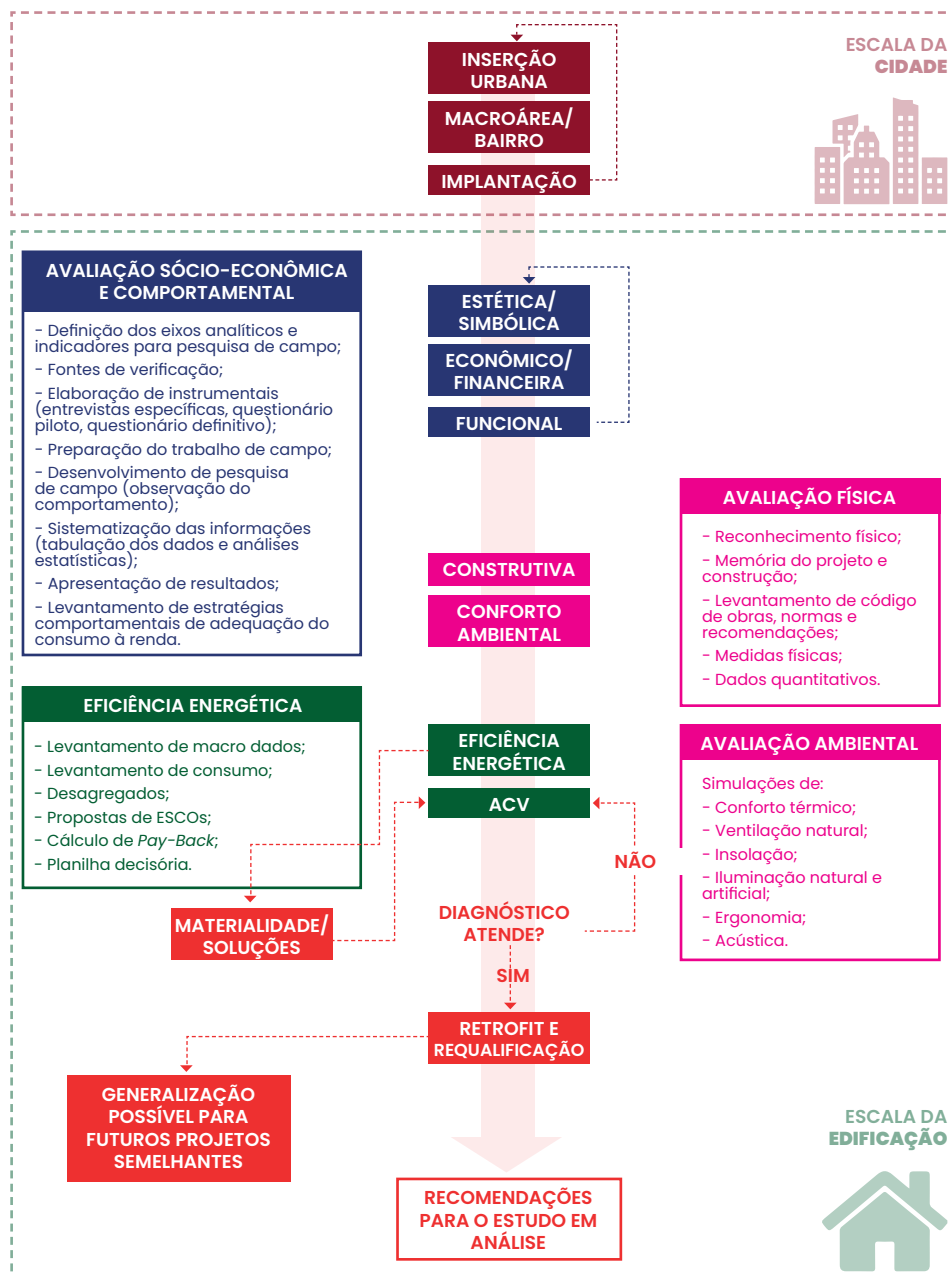 ESCALA DA
CIDADE
INSERÇÃO
URBANA
MACROÁREA/
BAIRRO
IMPLANTAÇÃO
AVALIAÇÃO SÓCIO-ECONÔMICA
E COMPORTAMENTAL
- Definição dos eixos analíticos e
indicadores para pesquisa de campo;
- Fontes de verificação;
- Elaboração de instrumentais
(entrevistas específicas, questionário
piloto, questionário definitivo);
- Preparação do trabalho de campo;
- Desenvolvimento de pesquisa
de campo (observação do
comportamento);
- Sistematização das informações
(tabulação dos dados e análises
estatísticas);
- Apresentação de resultados;
- Levantamento de estratégias
comportamentais de adequação do
consumo à renda.
ESTÉTICA/
SIMBÓLICA
ECONÔMICO/
FINANCEIRA
FUNCIONAL
AVALIAÇÃO FÍSICA
- Reconhecimento físico;
- Memória do projeto e
construção;
- Levantamento de código
de obras, normas e
recomendações;
- Medidas físicas;
- Dados quantitativos.
CONSTRUTIVA
CONFORTO
AMBIENTAL
EFICIÊNCIA ENERGÉTICA
- Levantamento de macro dados;
- Levantamento de consumo;
- Desagregados;
- Propostas de ESCOs;
- Cálculo de Pay-Back;
- Planilha decisória.
EFICIÊNCIA
ENERGÉTICA
ACV
AVALIAÇÃO AMBIENTAL
Simulações de:
- Conforto térmico;
- Ventilação natural;
- Insolação;
- Iluminação natural e
artificial;
- Ergonomia;
- Acústica.
NÃO
MATERIALIDADE/
SOLUÇÕES
DIAGNÓSTICO
ATENDE?
SIM
RETROFIT E
REQUALIFICAÇÃO
GENERALIZAÇÃO
POSSÍVEL PARA
FUTUROS PROJETOS
SEMELHANTES
ESCALA DA
EDIFICAÇÃO
RECOMENDAÇÕES
PARA O ESTUDO EM
ANÁLISE